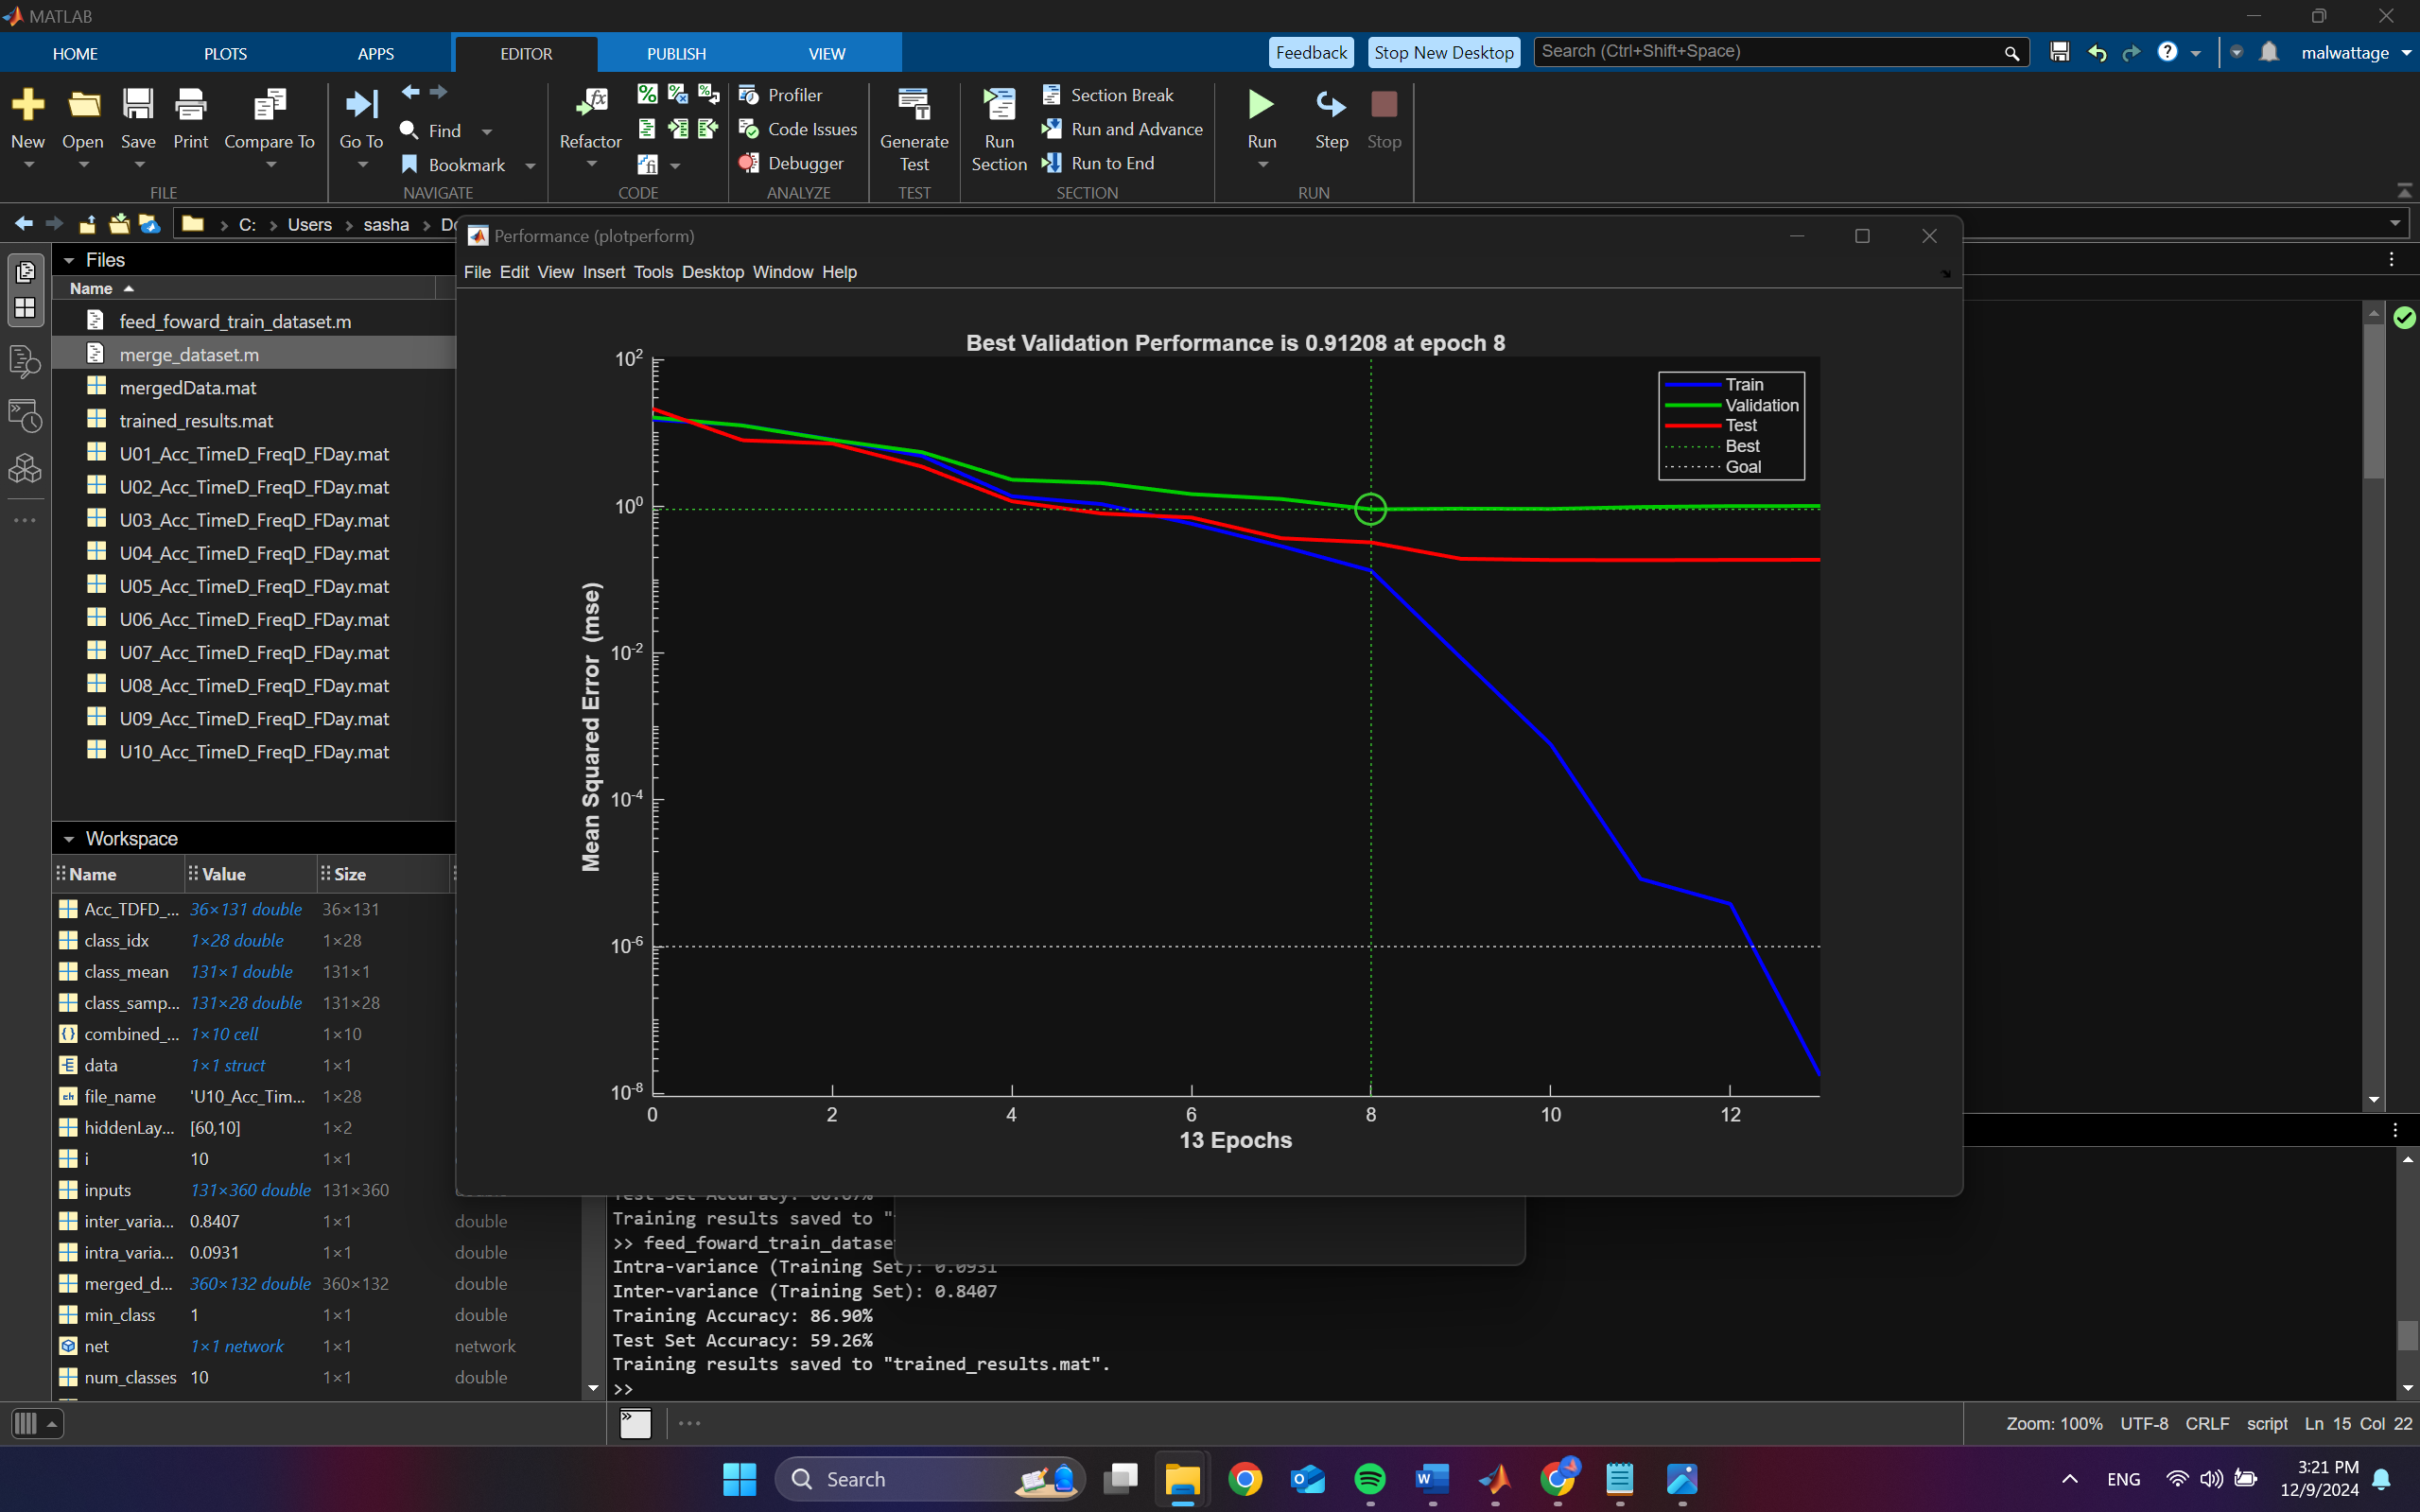 MATLAB
HOME PLOTS APPS EDITOR PUBLISH VIEW Feedback Stop New Desktop Search (Ctrl+Shift+Space) malwattage
New Open Save Print Compare To Go To Find Bookmark Refactor Profiler Code Issues Debugger Generate Test Run Section Section Break Run and Advance Run to End Run Step Stop
FILE NAVIGATE CODE ANALYZE TEST SECTION RUN
C: Users sasha
Performance (plotperform)
File Edit View Insert Tools Desktop Window Help
Files
Name
feed_foward_train_dataset.m
merge_dataset.m
mergedData.mat
trained_results.mat
U01_Acc_TimeD_FreqD_FDay.mat
U02_Acc_TimeD_FreqD_FDay.mat
U03_Acc_TimeD_FreqD_FDay.mat
U04_Acc_TimeD_FreqD_FDay.mat
U05_Acc_TimeD_FreqD_FDay.mat
U06_Acc_TimeD_FreqD_FDay.mat
U07_Acc_TimeD_FreqD_FDay.mat
U08_Acc_TimeD_FreqD_FDay.mat
U09_Acc_TimeD_FreqD_FDay.mat
U10_Acc_TimeD_FreqD_FDay.mat
Best Validation Performance is 0.91208 at epoch 8
Train
Validation
Test
Best
Goal
10^2
10^0
10^-2
10^-4
10^-6
10^-8
Mean Squared Error (mse)
0 2 4 6 8 10 12
13 Epochs
Workspace
Name Value Size
Acc_TDFD_... 36×131 double 36×131
class_idx 1×28 double 1×28
class_mean 131×1 double 131×1
class_samp... 131×28 double 131×28
combined_... 1×10 cell 1×10
data 1×1 struct 1×1
file_name 'U10_Acc_Tim... 1×28
hiddenLay... [60,10] 1×2
i 10 1×1
inputs 131×360 double 131×360
inter_varia... 0.8407 1×1 double
intra_varia... 0.0931 1×1 double
merged_d... 360×132 double 360×132 double
min_class 1 1×1 double
net 1×1 network 1×1 network
num_classes 10 1×1 double
Training results saved to "
>> feed_foward_train_datase
Intra-variance (Training Set): 0.0931
Inter-variance (Training Set): 0.8407
Training Accuracy: 86.90%
Test Set Accuracy: 59.26%
Training results saved to "trained_results.mat".
>>
Zoom: 100% UTF-8 CRLF script Ln 15 Col 22
Search
ENG
3:21 PM
12/9/2024